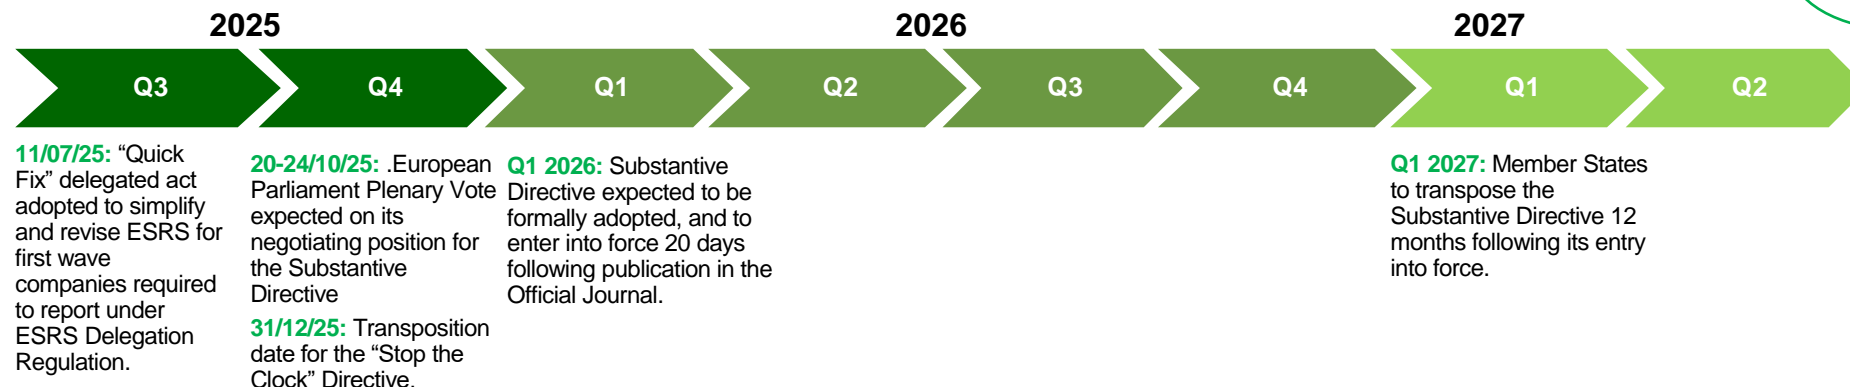 2025
2026
2027
Q3
Q4
Q1
Q2
Q3
Q4
Q1
Q2
11/07/25: “Quick
Fix” delegated act
adopted to simplify
and revise ESRS for
first wave
companies required
to report under
ESRS Delegation
Regulation.
20-24/10/25: .European
Parliament Plenary Vote
expected on its
negotiating position for
the Substantive
Directive
31/12/25: Transposition
date for the “Stop the
Clock” Directive.
Q1 2026: Substantive
Directive expected to be
formally adopted, and to
enter into force 20 days
following publication in the
Official Journal.
Q1 2027: Member States
to transpose the
Substantive Directive 12
months following its entry
into force.